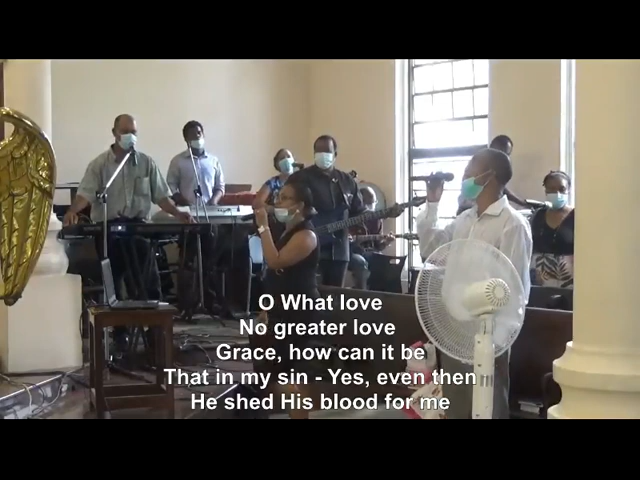 O What love
No greater love
Grace, how can it be
That in my sin - Yes, even then
He shed His blood for me